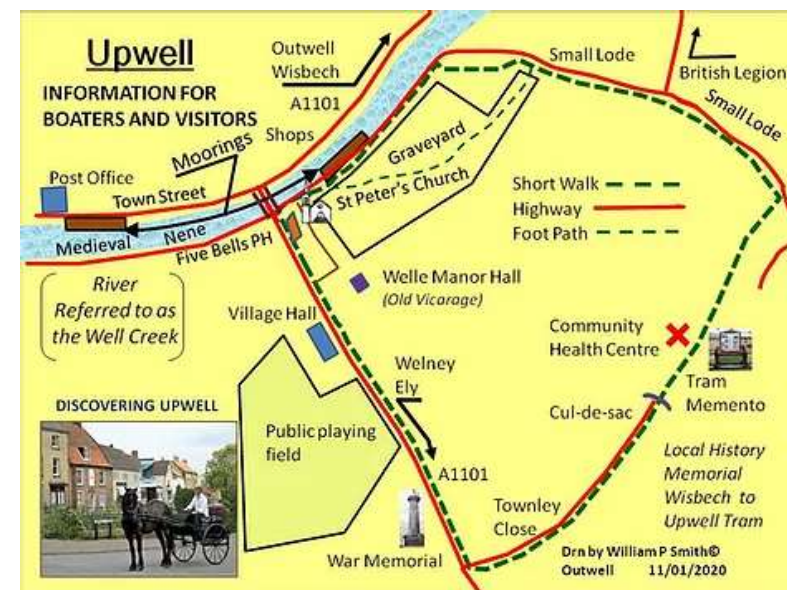 Upwell
INFORMATION FOR
BOATERS AND VISITORS
Outwell
Wisbech
A1101
Shops
Moorings
Post Office
Town Street
Medieval
Nene
Five Bells PH
River
Referred to as
the Well Creek
Graveyard
St Peter's Church
Small Lode
British Legion
Small Lode
Short Walk
Highway
Foot Path
Welle Manor Hall
(Old Vicarage)
Village Hall
Community
Health Centre
Tram
Memento
Cul-de-sac
Welney
Ely
A1101
DISCOVERING UPWELL
Public playing
field
Local History
Memorial
Wisbech to
Upwell Tram
Townley
Close
War Memorial
Drn by William P Smith©
Outwell 11/01/2020